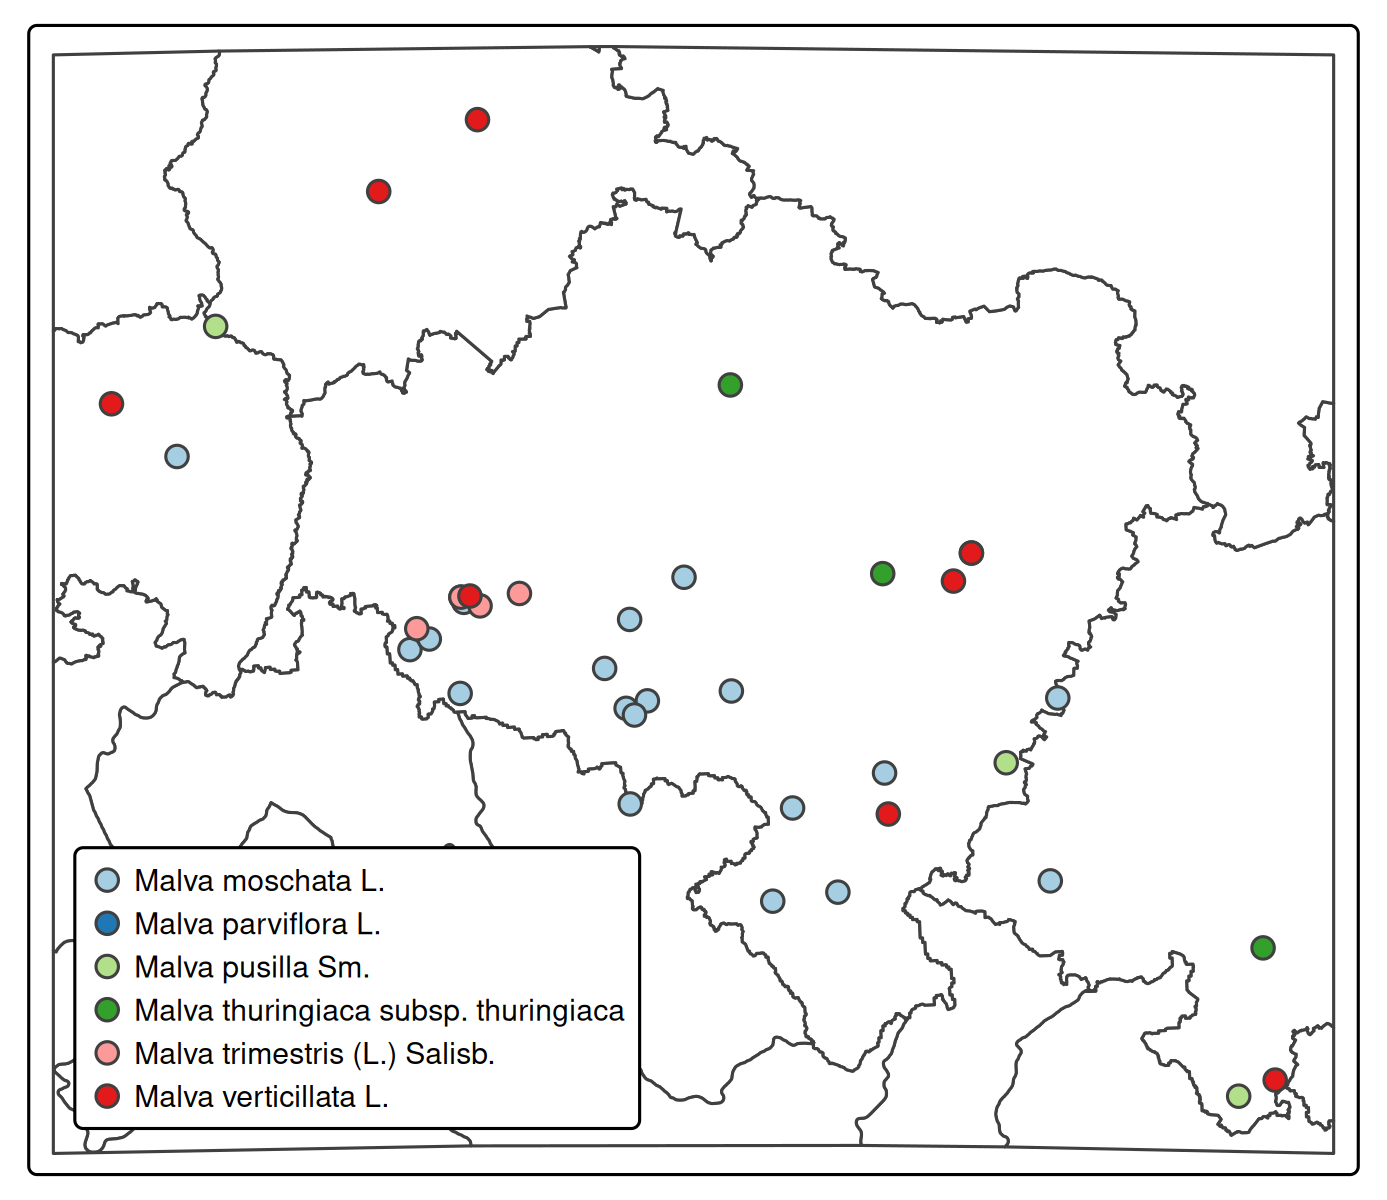 Malva moschata L.
Malva parviflora L.
Malva pusilla Sm.
Malva thuringiaca subsp. thuringiaca
Malva trimestris (L.) Salisb.
Malva verticillata L.